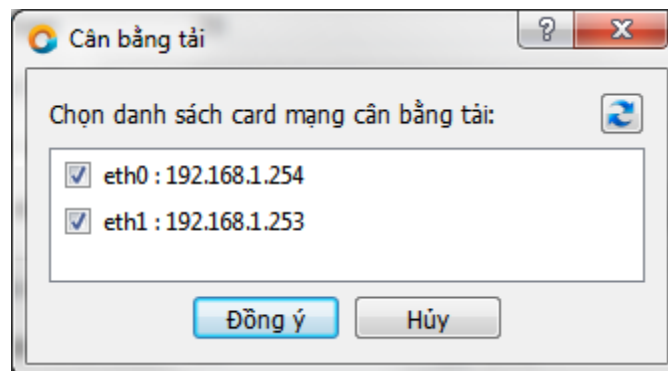 Cân bằng tải
Chọn danh sách card mạng cân bằng tải:
eth0 : 192.168.1.254
eth1 : 192.168.1.253
Đồng ý Hủy